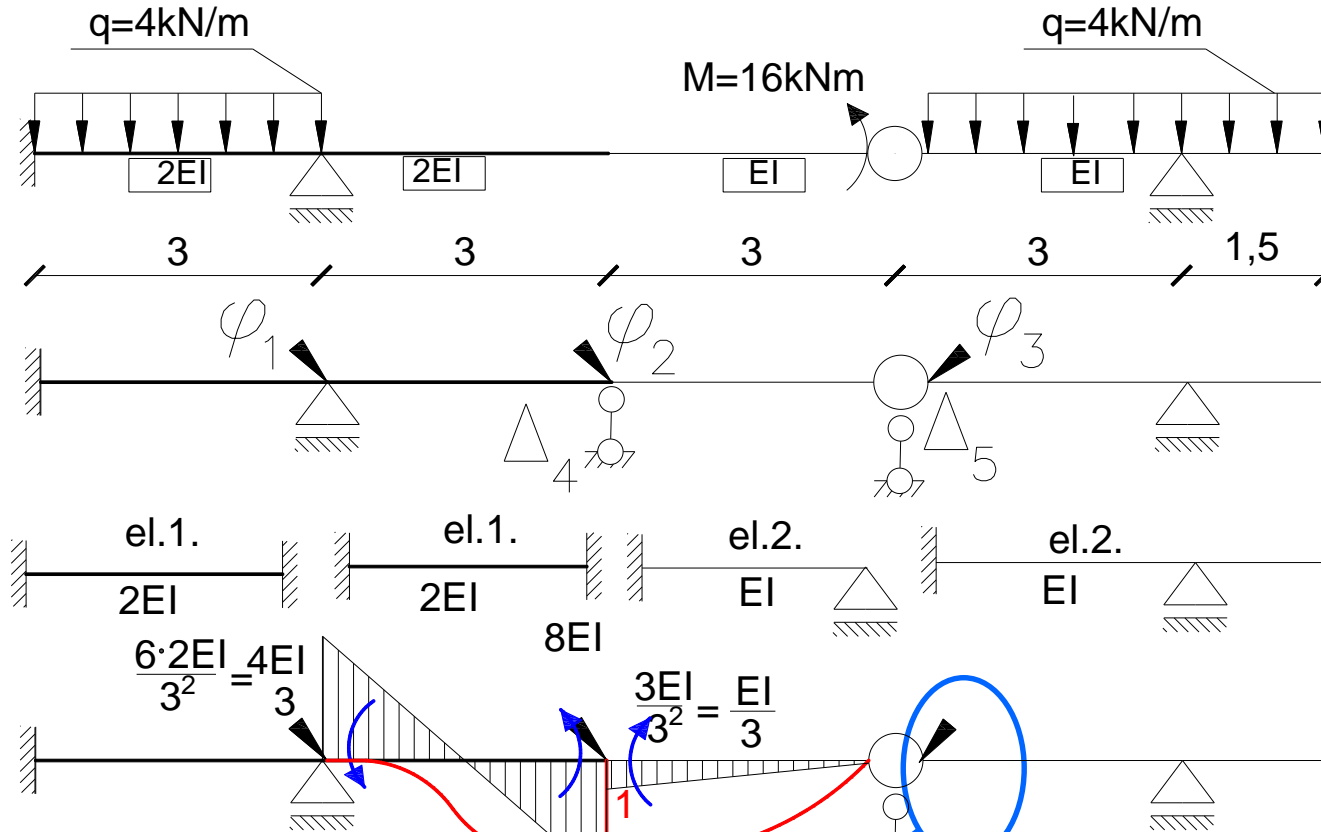 q=4kN/m q=4kN/m
M=16kNm
2EI 2EI EI EI
3 3 3 3 1,5
φ1 φ2 φ3
Δ4 Δ5
el.1. el.1. el.2. el.2.
2EI 2EI EI EI
8EI
6·2EI/3² = 4EI/3
3EI/3² = EI/3
1